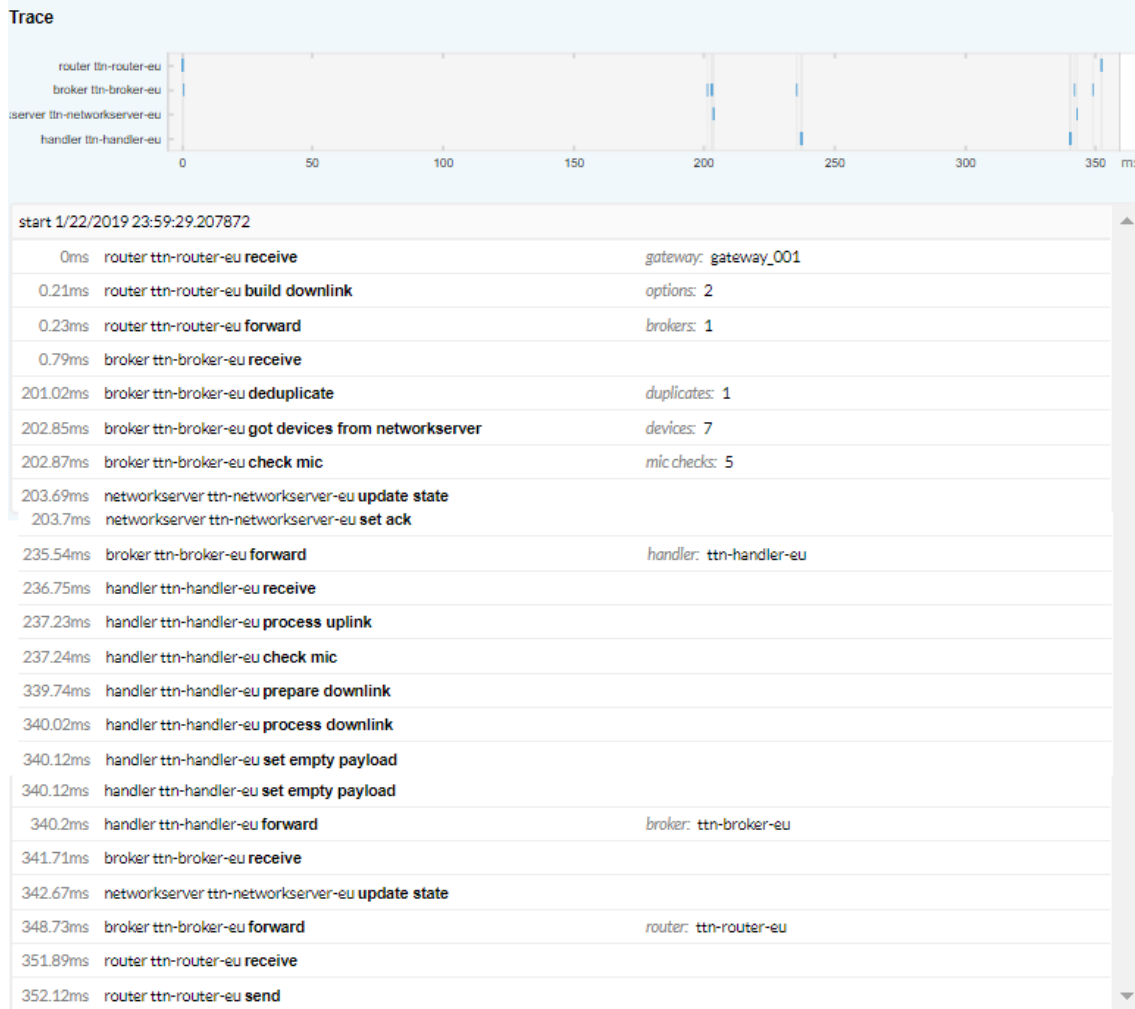 Trace
router ttn-router-eu
broker ttn-broker-eu
server ttn-networkserver-eu
handler ttn-handler-eu
0 50 100 150 200 250 300 350 ms
start 1/22/2019 23:59:29.207872
0ms router ttn-router-eu receive gateway: gateway_001
0.21ms router ttn-router-eu build downlink options: 2
0.23ms router ttn-router-eu forward brokers: 1
0.79ms broker ttn-broker-eu receive
201.02ms broker ttn-broker-eu deduplicate duplicates: 1
202.85ms broker ttn-broker-eu got devices from networkserver devices: 7
202.87ms broker ttn-broker-eu check mic mic checks: 5
203.69ms networkserver ttn-networkserver-eu update state
203.7ms networkserver ttn-networkserver-eu set ack
235.54ms broker ttn-broker-eu forward handler: ttn-handler-eu
236.75ms handler ttn-handler-eu receive
237.23ms handler ttn-handler-eu process uplink
237.24ms handler ttn-handler-eu check mic
339.74ms handler ttn-handler-eu prepare downlink
340.02ms handler ttn-handler-eu process downlink
340.12ms handler ttn-handler-eu set empty payload
340.12ms handler ttn-handler-eu set empty payload
340.2ms handler ttn-handler-eu forward broker: ttn-broker-eu
341.71ms broker ttn-broker-eu receive
342.67ms networkserver ttn-networkserver-eu update state
348.73ms broker ttn-broker-eu forward router: ttn-router-eu
351.89ms router ttn-router-eu receive
352.12ms router ttn-router-eu send